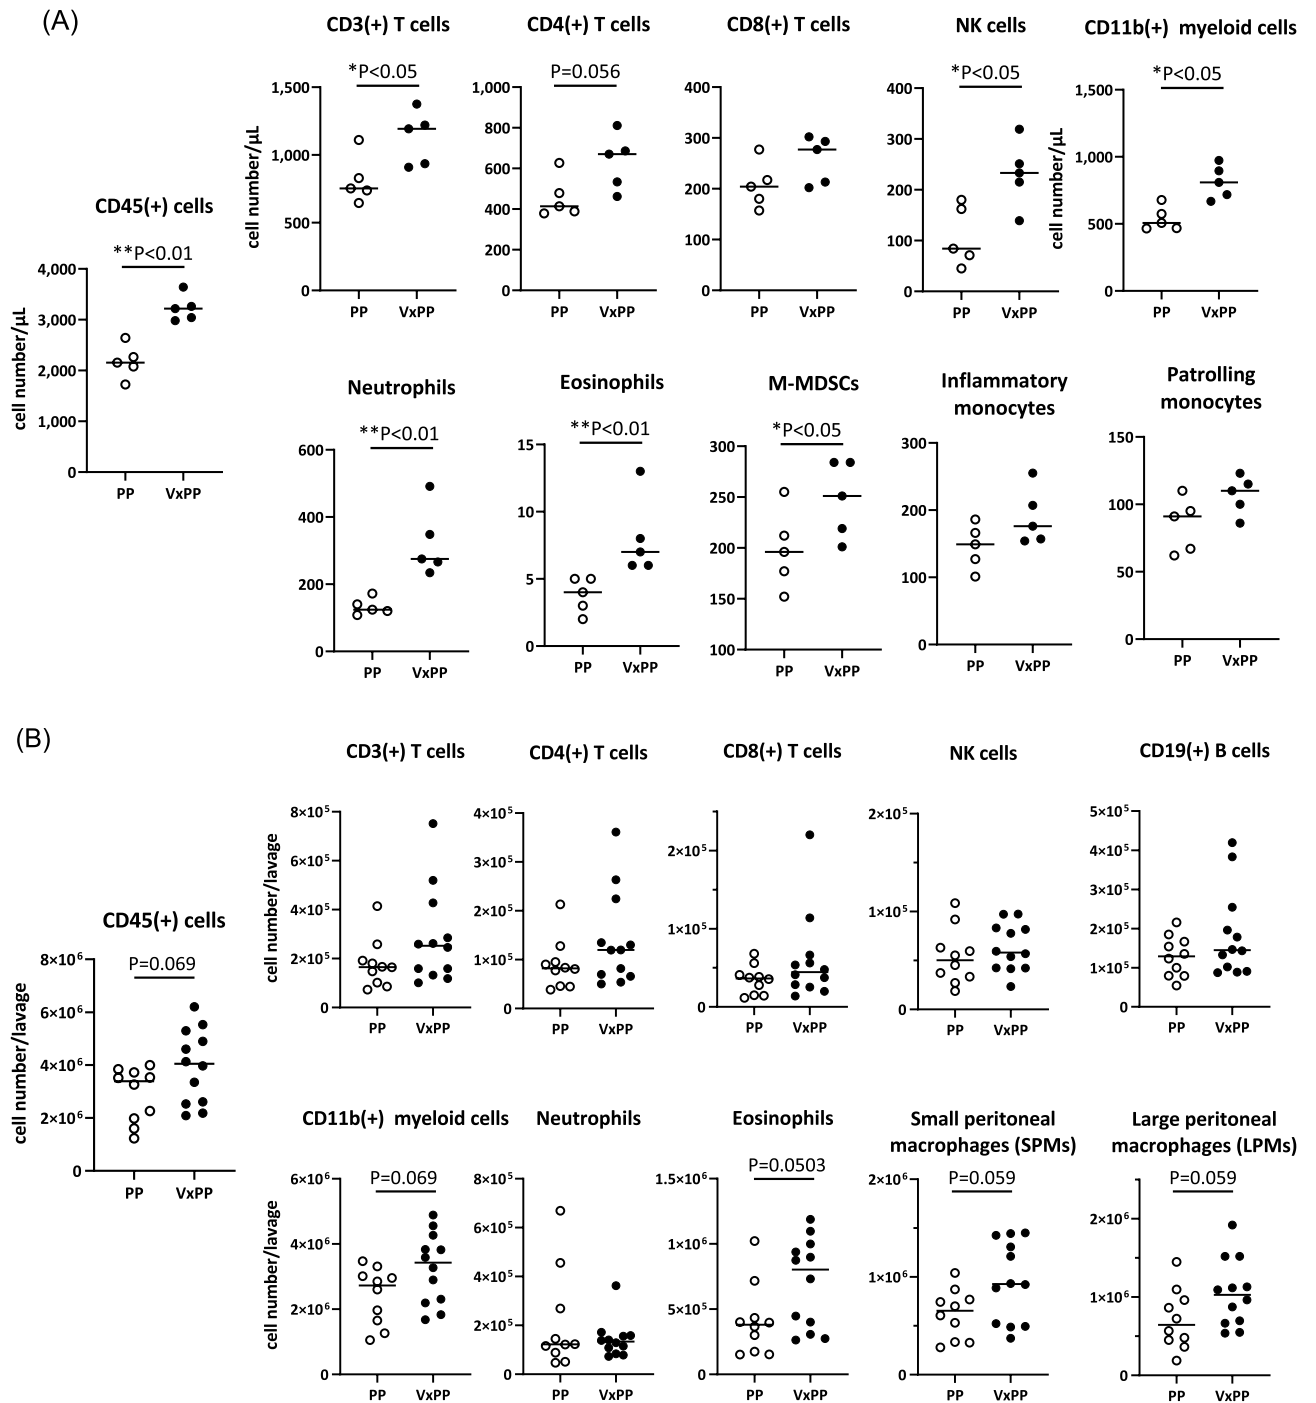 (A)
CD3(+) T cells
CD4(+) T cells
CD8(+) T cells
NK cells
CD11b(+) myeloid cells
*P<0.05
P=0.056
*P<0.05
*P<0.05
cell number/µL
1,500
1,000
500
0
PP VxPP
1,000
800
600
400
200
0
PP VxPP
400
300
200
100
0
PP VxPP
400
300
200
100
0
PP VxPP
cell number/µL
1,500
1,000
500
0
PP VxPP
CD45(+) cells
**P<0.01
cell number/µL
4,000
3,000
2,000
1,000
0
PP VxPP
Neutrophils
**P<0.01
600
400
200
0
PP VxPP
Eosinophils
**P<0.01
15
10
5
0
PP VxPP
M-MDSCs
*P<0.05
300
250
200
150
100
PP VxPP
Inflammatory
monocytes
300
200
100
0
PP VxPP
Patrolling
monocytes
150
100
50
0
PP VxPP
(B)
CD3(+) T cells
cell number/lavage
8×10⁵
6×10⁵
4×10⁵
2×10⁵
0
PP VxPP
CD4(+) T cells
4×10⁵
3×10⁵
2×10⁵
1×10⁵
0
PP VxPP
CD8(+) T cells
2×10⁵
1×10⁵
0
PP VxPP
NK cells
2×10⁵
1×10⁵
0
PP VxPP
CD19(+) B cells
5×10⁵
4×10⁵
3×10⁵
2×10⁵
1×10⁵
0
PP VxPP
CD45(+) cells
P=0.069
cell number/lavage
8×10⁶
6×10⁶
4×10⁶
2×10⁶
0
PP VxPP
CD11b(+) myeloid cells
P=0.069
cell number/lavage
6×10⁶
4×10⁶
2×10⁶
0
PP VxPP
Neutrophils
8×10⁵
6×10⁵
4×10⁵
2×10⁵
0
PP VxPP
Eosinophils
P=0.0503
1.5×10⁶
1×10⁶
5×10⁵
0
PP VxPP
Small peritoneal
macrophages (SPMs)
P=0.059
2×10⁶
1×10⁶
0
PP VxPP
Large peritoneal
macrophages (LPMs)
P=0.059
2×10⁶
1×10⁶
0
PP VxPP